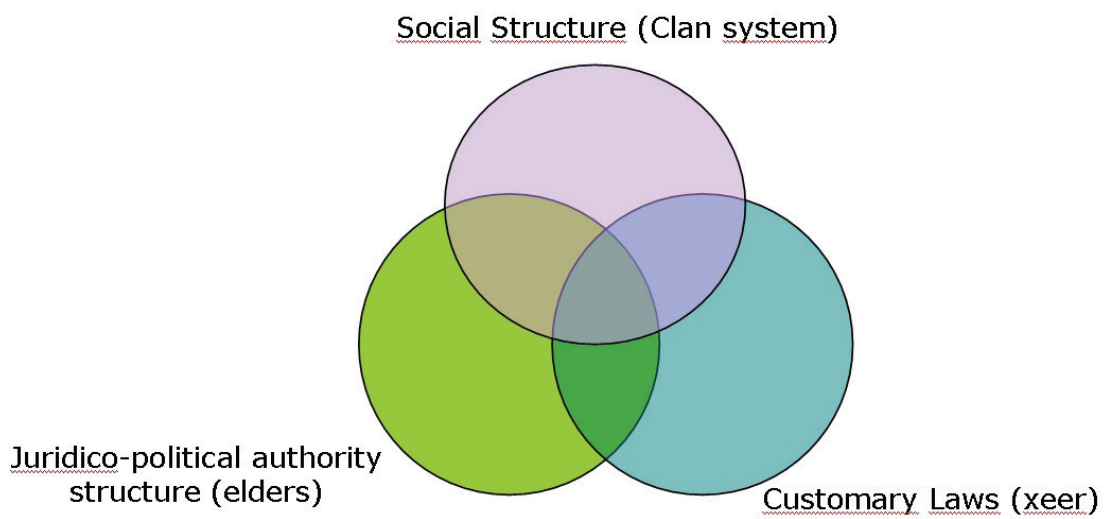 Social Structure (Clan system)
Juridico-political authority
structure (elders)
Customary Laws (xeer)